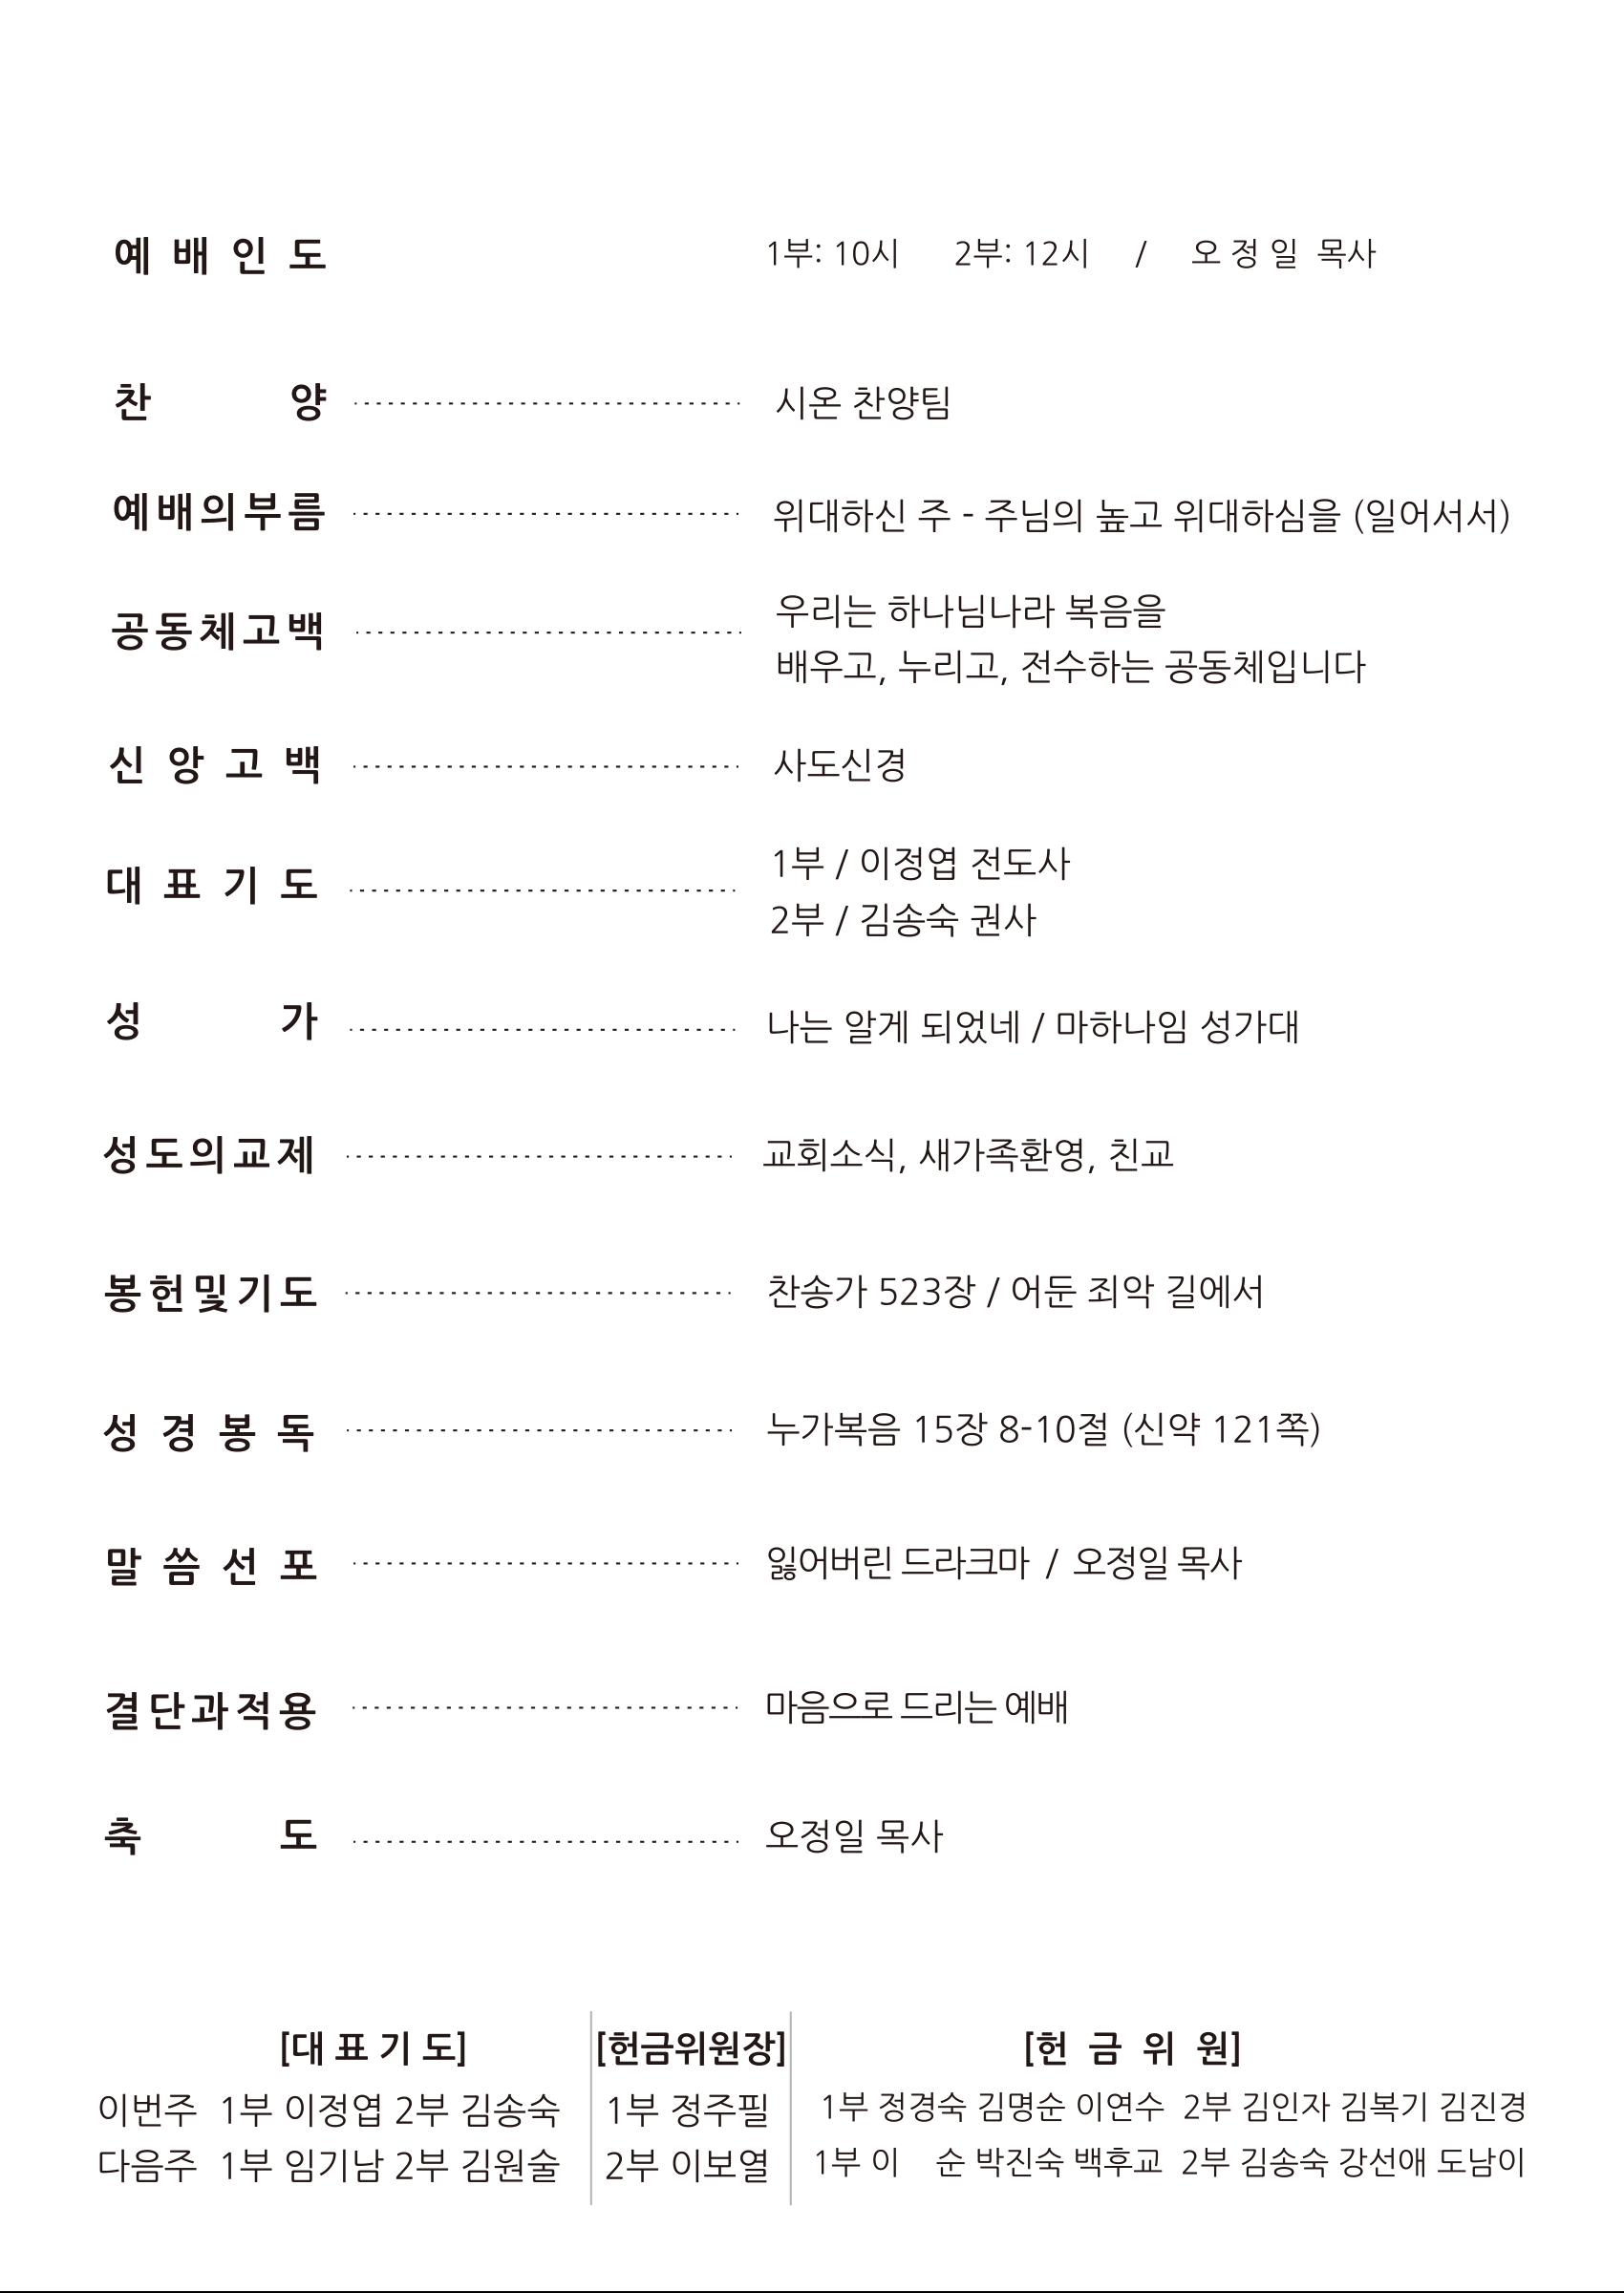 예 배 인 도 1부: 10시 2부: 12시 / 오 정 일 목사
찬 양 시온 찬양팀
예배의부름 위대하신 주 - 주님의 높고 위대하심을 (일어서서)
공동체고백 우리는 하나님나라 복음을
배우고, 누리고, 전수하는 공동체입니다
신 앙 고 백 사도신경
대 표 기 도 1부 / 이정엽 전도사
2부 / 김송숙 권사
성 가 나는 알게 되었네 / 마하나임 성가대
성도의교제 교회소식, 새가족환영, 친교
봉헌및기도 찬송가 523장 / 어둔 죄악 길에서
성 경 봉 독 누가복음 15장 8-10절 (신약 121쪽)
말 씀 선 포 잃어버린 드라크마 / 오정일 목사
결단과적용 마음으로 드리는 예배
축 도 오정일 목사
[대 표 기 도] [헌금위원장] [헌 금 위 원]
이번주 1부 이정엽 2부 김송숙 1부 정주필 1부 정경숙 김명순 이연수 2부 김인자 김복기 김진경
다음주 1부 임기남 2부 김원술 2부 이보열 1부 이 순 박진숙 백후교 2부 김송숙 강선애 도남이